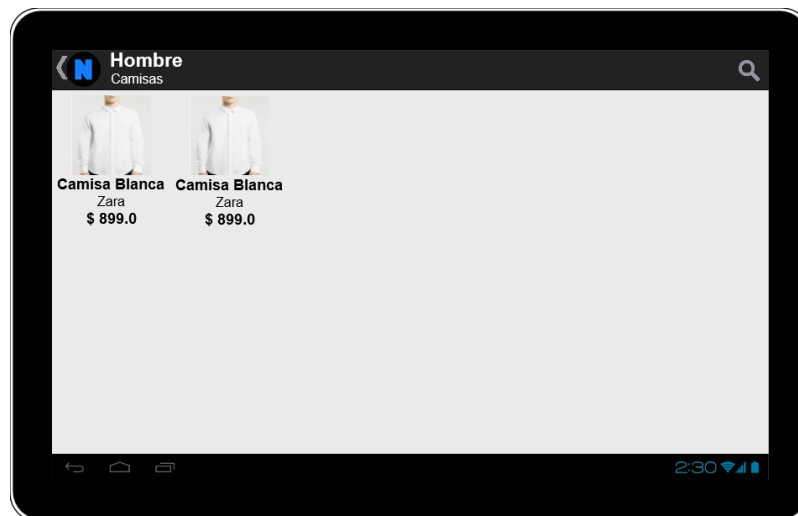 N
Hombre
Camisas
Camisa Blanca
Zara
$ 899.0
Camisa Blanca
Zara
$ 899.0
2:30